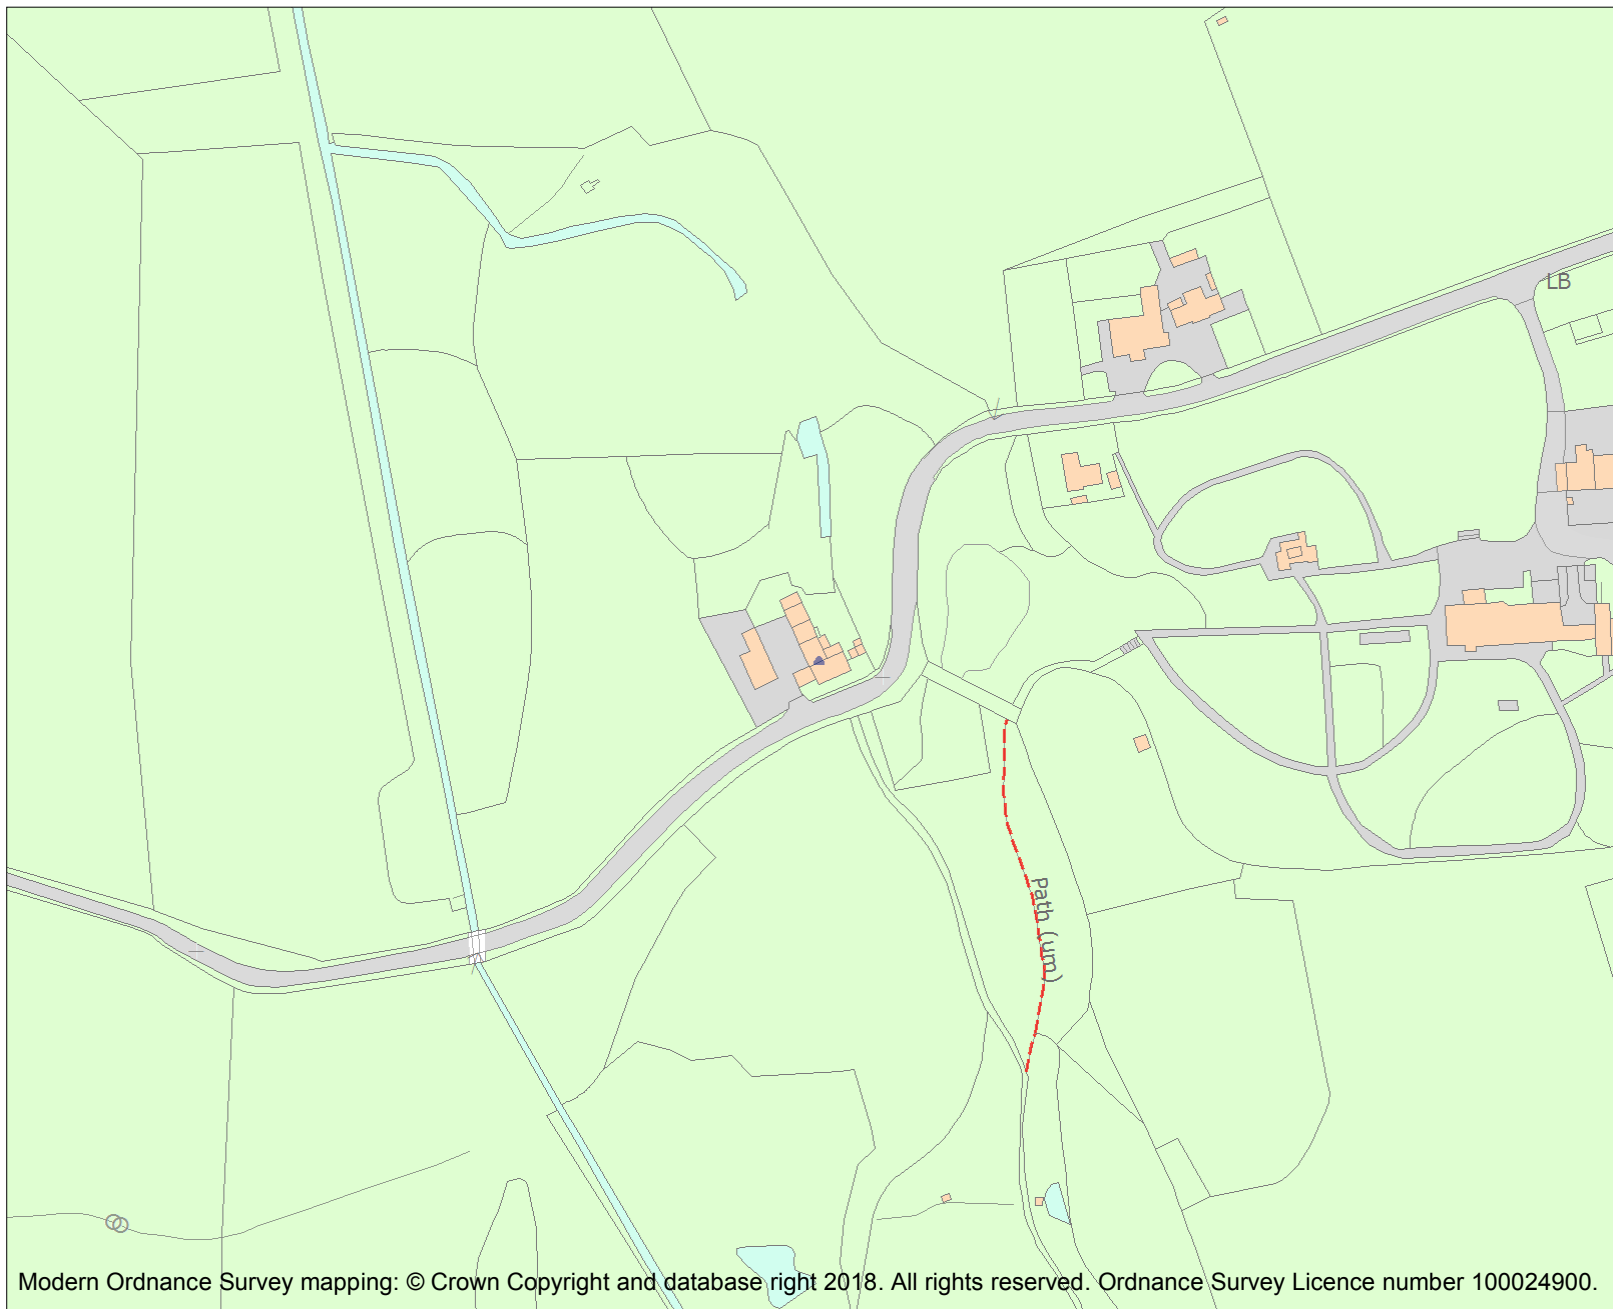 LB
Path (um)
Modern Ordnance Survey mapping: © Crown Copyright and database right 2018. All rights reserved. Ordnance Survey Licence number 100024900.